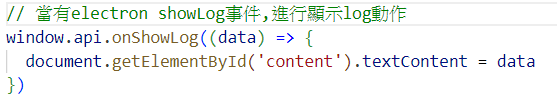 // 當有electron showLog事件,進行顯示log動作
window.api.onShowLog((data) => {
  document.getElementById('content').textContent = data
})